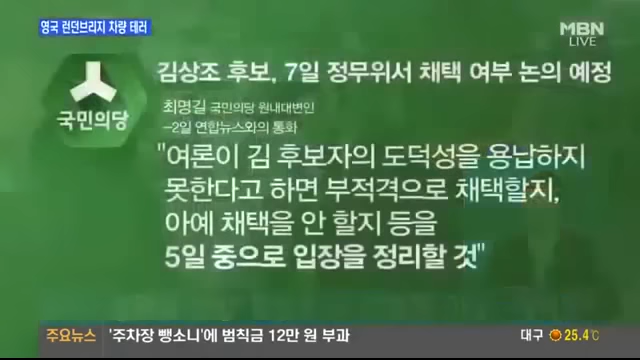 영국 런던브리지 차량 테러
MBN
LIVE
국민의당
김상조 후보, 7일 정무위서 채택 여부 논의 예정
최명길 국민의당 원내대변인
-2일 연합뉴스와의 통화
"여론이 김 후보자의 도덕성을 용납하지
못한다고 하면 부적격으로 채택할지,
아예 채택을 안 할지 등을
5일 중으로 입장을 정리할 것"
주요뉴스 '주차장 뺑소니'에 범칙금 12만 원 부과 대구 25.4℃